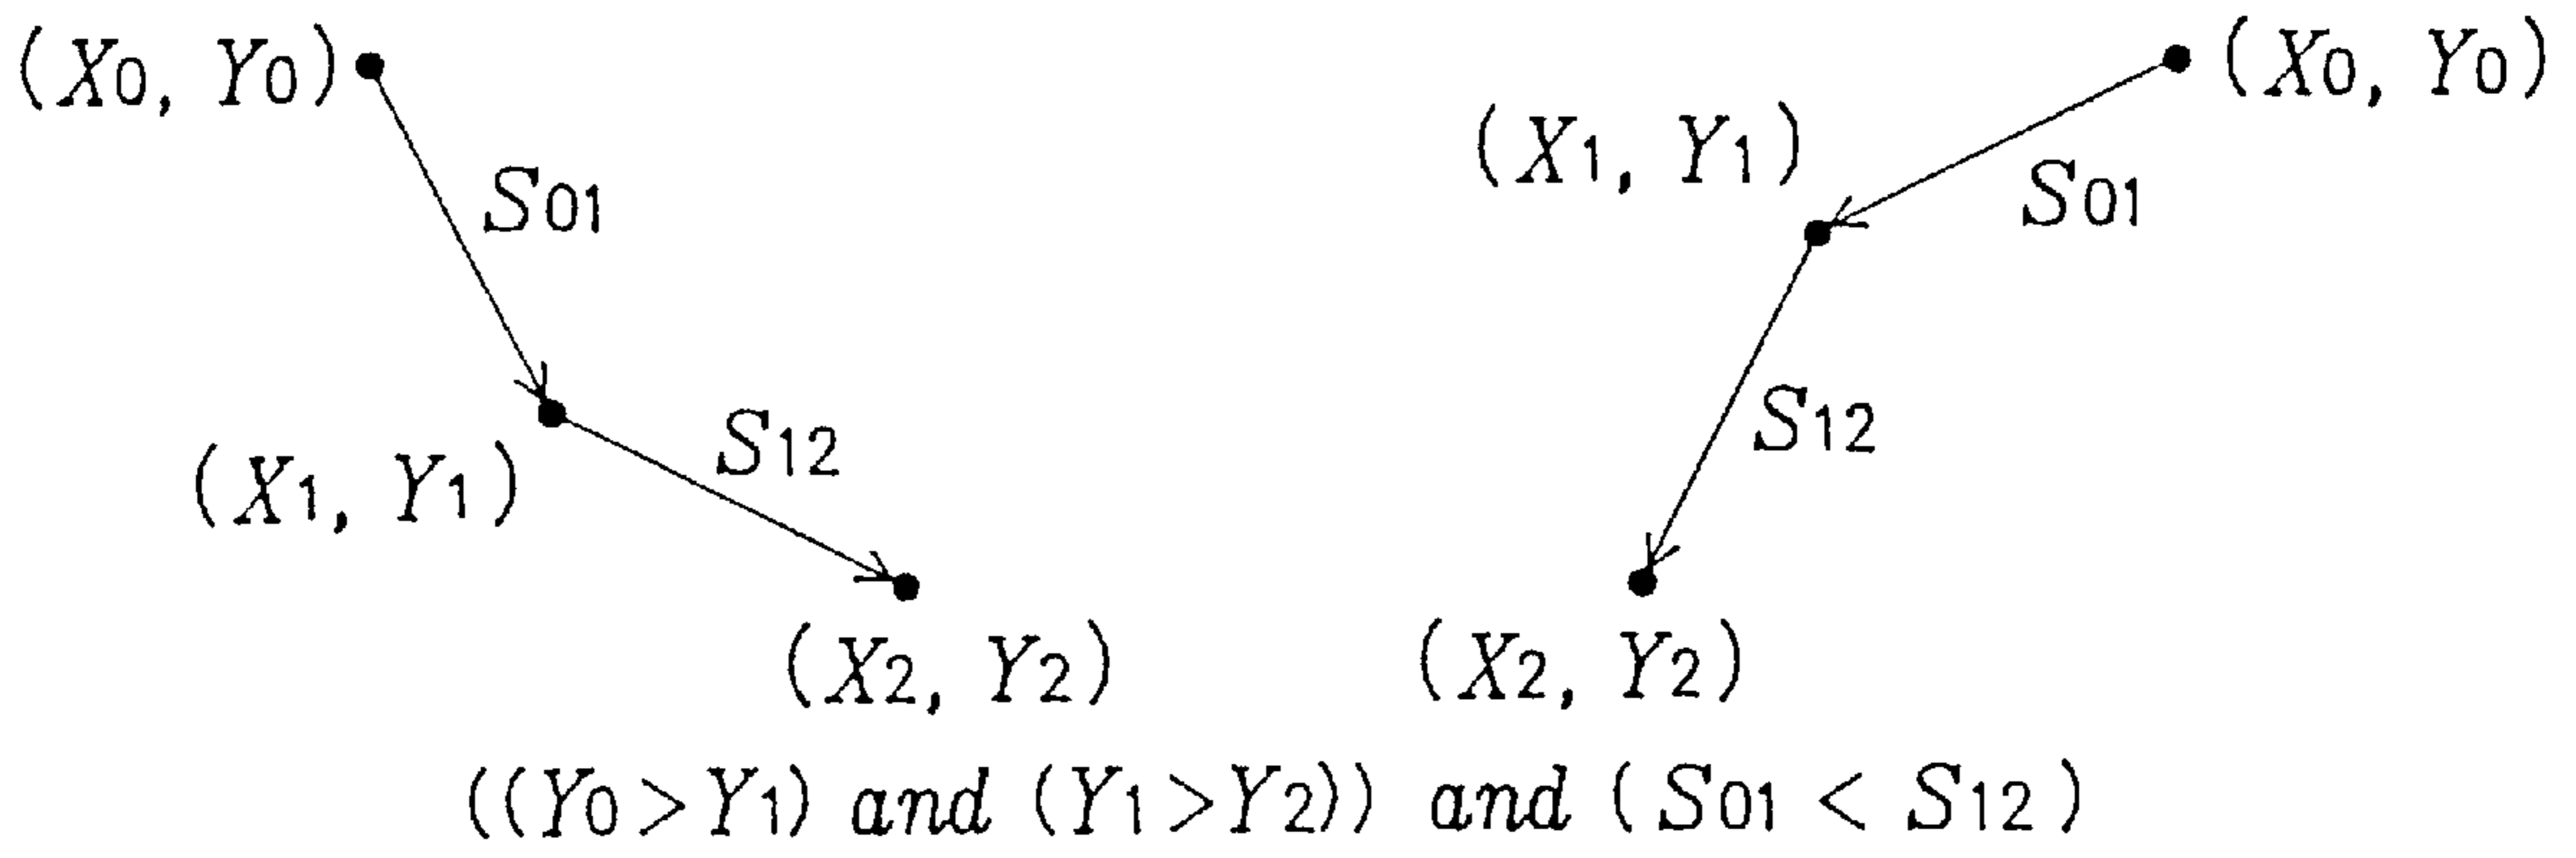 (X0, Y0)
S01
(X1, Y1)
S12
(X2, Y2)
(X0, Y0)
(X1, Y1)
S01
S12
(X2, Y2)
((Y0>Y1) and (Y1>Y2)) and (S01 < S12)